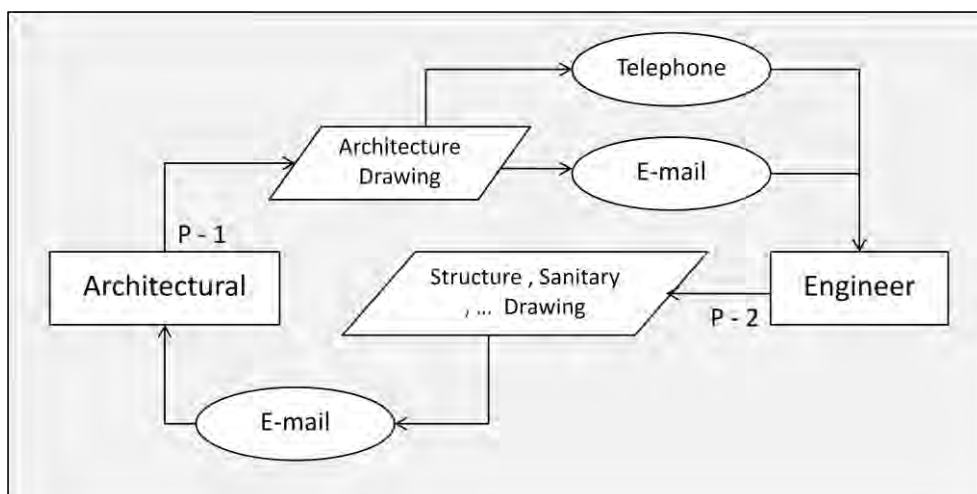 Telephone
Architecture
Drawing
E-mail
P - 1
Architectural
Structure , Sanitary
, ... Drawing
Engineer
P - 2
E-mail